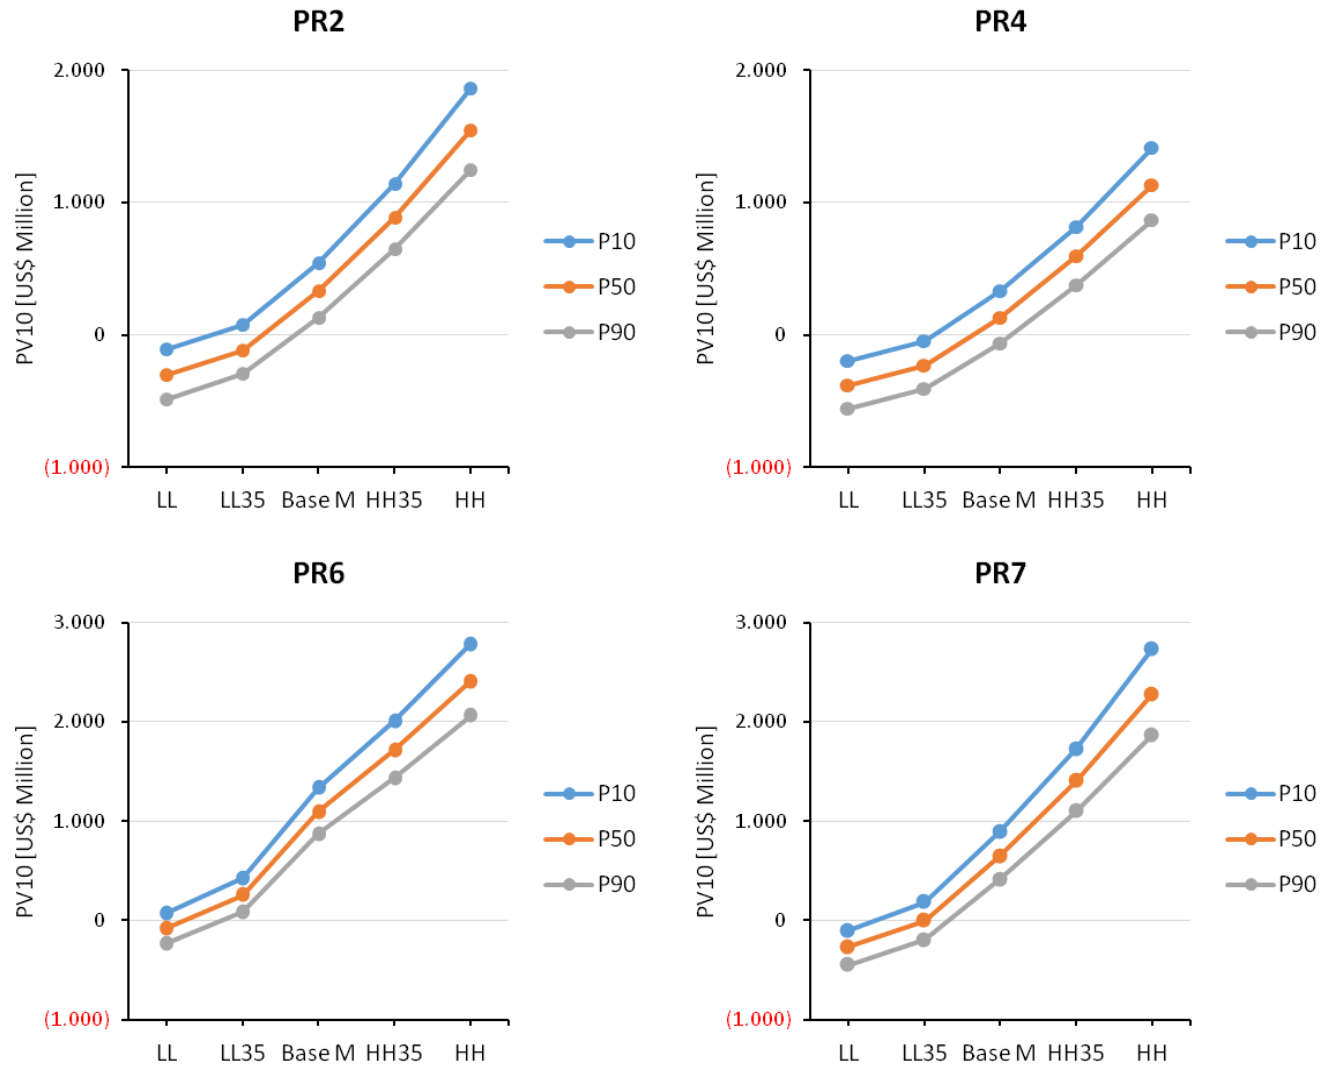 PR2
PV10 [US$ Million]
2.000
1.000
0
(1.000)
LL LL35 Base M HH35 HH
P10
P50
P90
PR4
PV10 [US$ Million]
2.000
1.000
0
(1.000)
LL LL35 Base M HH35 HH
P10
P50
P90
PR6
PV10 [US$ Million]
3.000
2.000
1.000
0
(1.000)
LL LL35 Base M HH35 HH
P10
P50
P90
PR7
PV10 [US$ Million]
3.000
2.000
1.000
0
(1.000)
LL LL35 Base M HH35 HH
P10
P50
P90